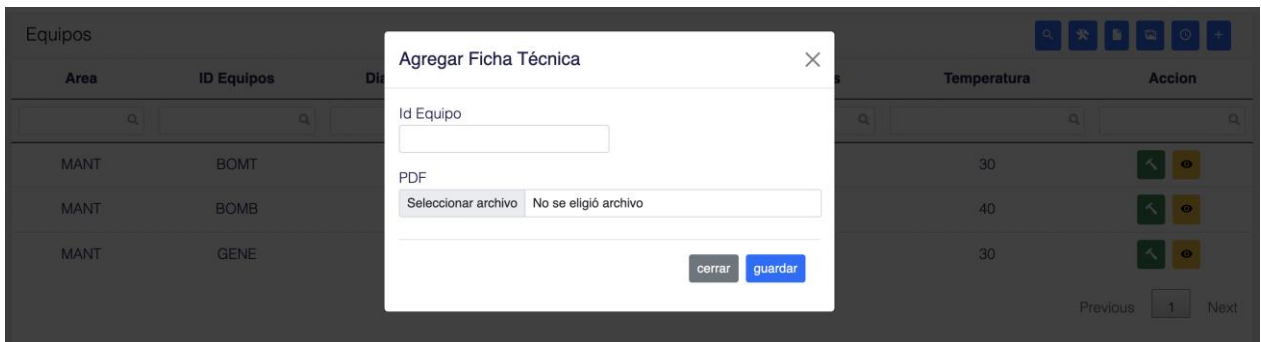 Equipos
Agregar Ficha Técnica
Area ID Equipos Temperatura Accion
Id Equipo
MANT BOMT 30
PDF
Seleccionar archivo No se eligió archivo
MANT BOMB 40
MANT GENE 30
cerrar guardar
Previous 1 Next